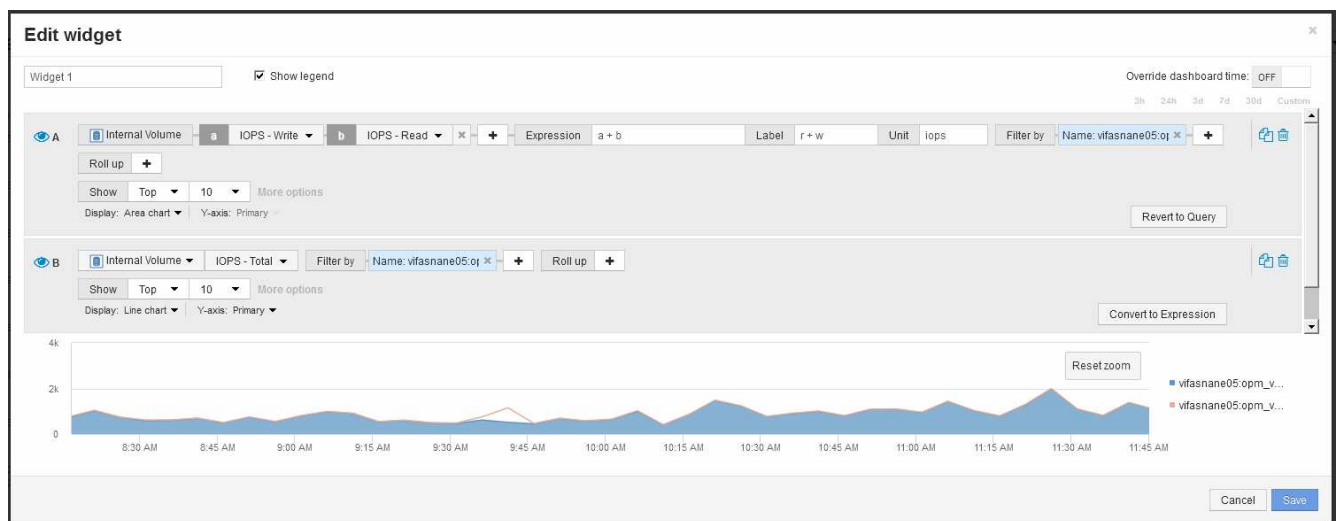 Edit widget ×
Widget 1 Show legend Override dashboard time: OFF
3h 24h 3d 7d 30d Custom
A Internal Volume a IOPS - Write b IOPS - Read × + Expression a + b Label r + w Unit iops Filter by Name: vifasnane05:op × +
Roll up +
Show Top 10 More options
Display: Area chart Y-axis: Primary Revert to Query
B Internal Volume IOPS - Total Filter by Name: vifasnane05:op × + Roll up +
Show Top 10 More options
Display: Line chart Y-axis: Primary Convert to Expression
4k
Reset zoom
2k vifasnane05:opm_v...
vifasnane05:opm_v...
0
8:30 AM 8:45 AM 9:00 AM 9:15 AM 9:30 AM 9:45 AM 10:00 AM 10:15 AM 10:30 AM 10:45 AM 11:00 AM 11:15 AM 11:30 AM 11:45 AM
Cancel Save